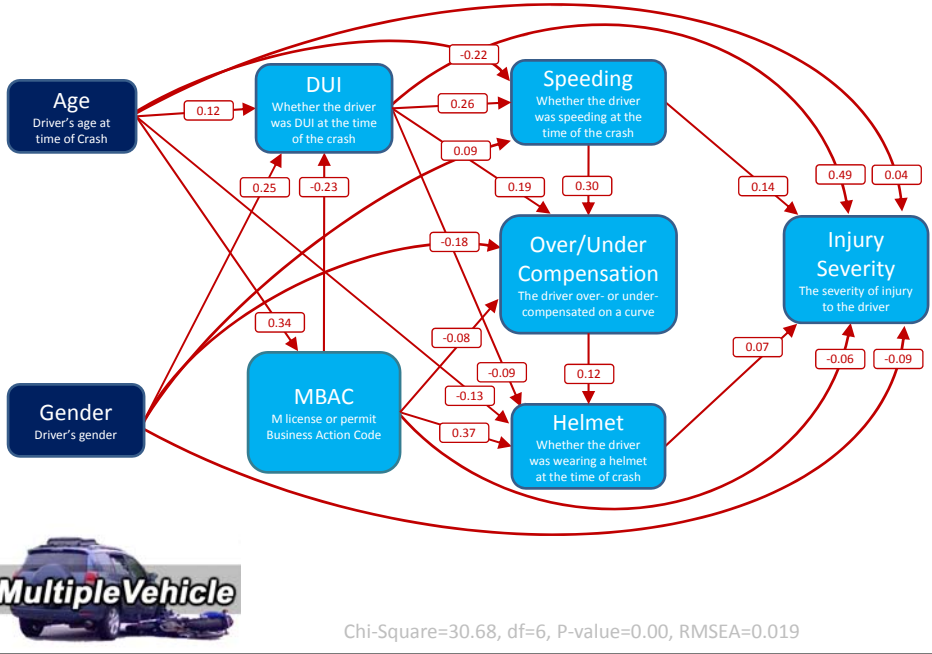 Age
Driver's age at
time of Crash
DUI
Whether the driver
was DUI at the time
of the crash
Speeding
Whether the driver
was speeding at the
time of the crash
-0.22
0.12
0.26
0.09
0.25
-0.23
0.19
0.30
0.14
0.49
0.04
-0.18
Over/Under
Compensation
The driver over- or under-
compensated on a curve
Injury
Severity
The severity of injury
to the driver
0.34
-0.08
-0.09
0.12
0.07
-0.06
-0.09
MBAC
M license or permit
Business Action Code
-0.13
0.37
Gender
Driver's gender
Helmet
Whether the driver
was wearing a helmet
at the time of crash
MultipleVehicle
Chi-Square=30.68, df=6, P-value=0.00, RMSEA=0.019